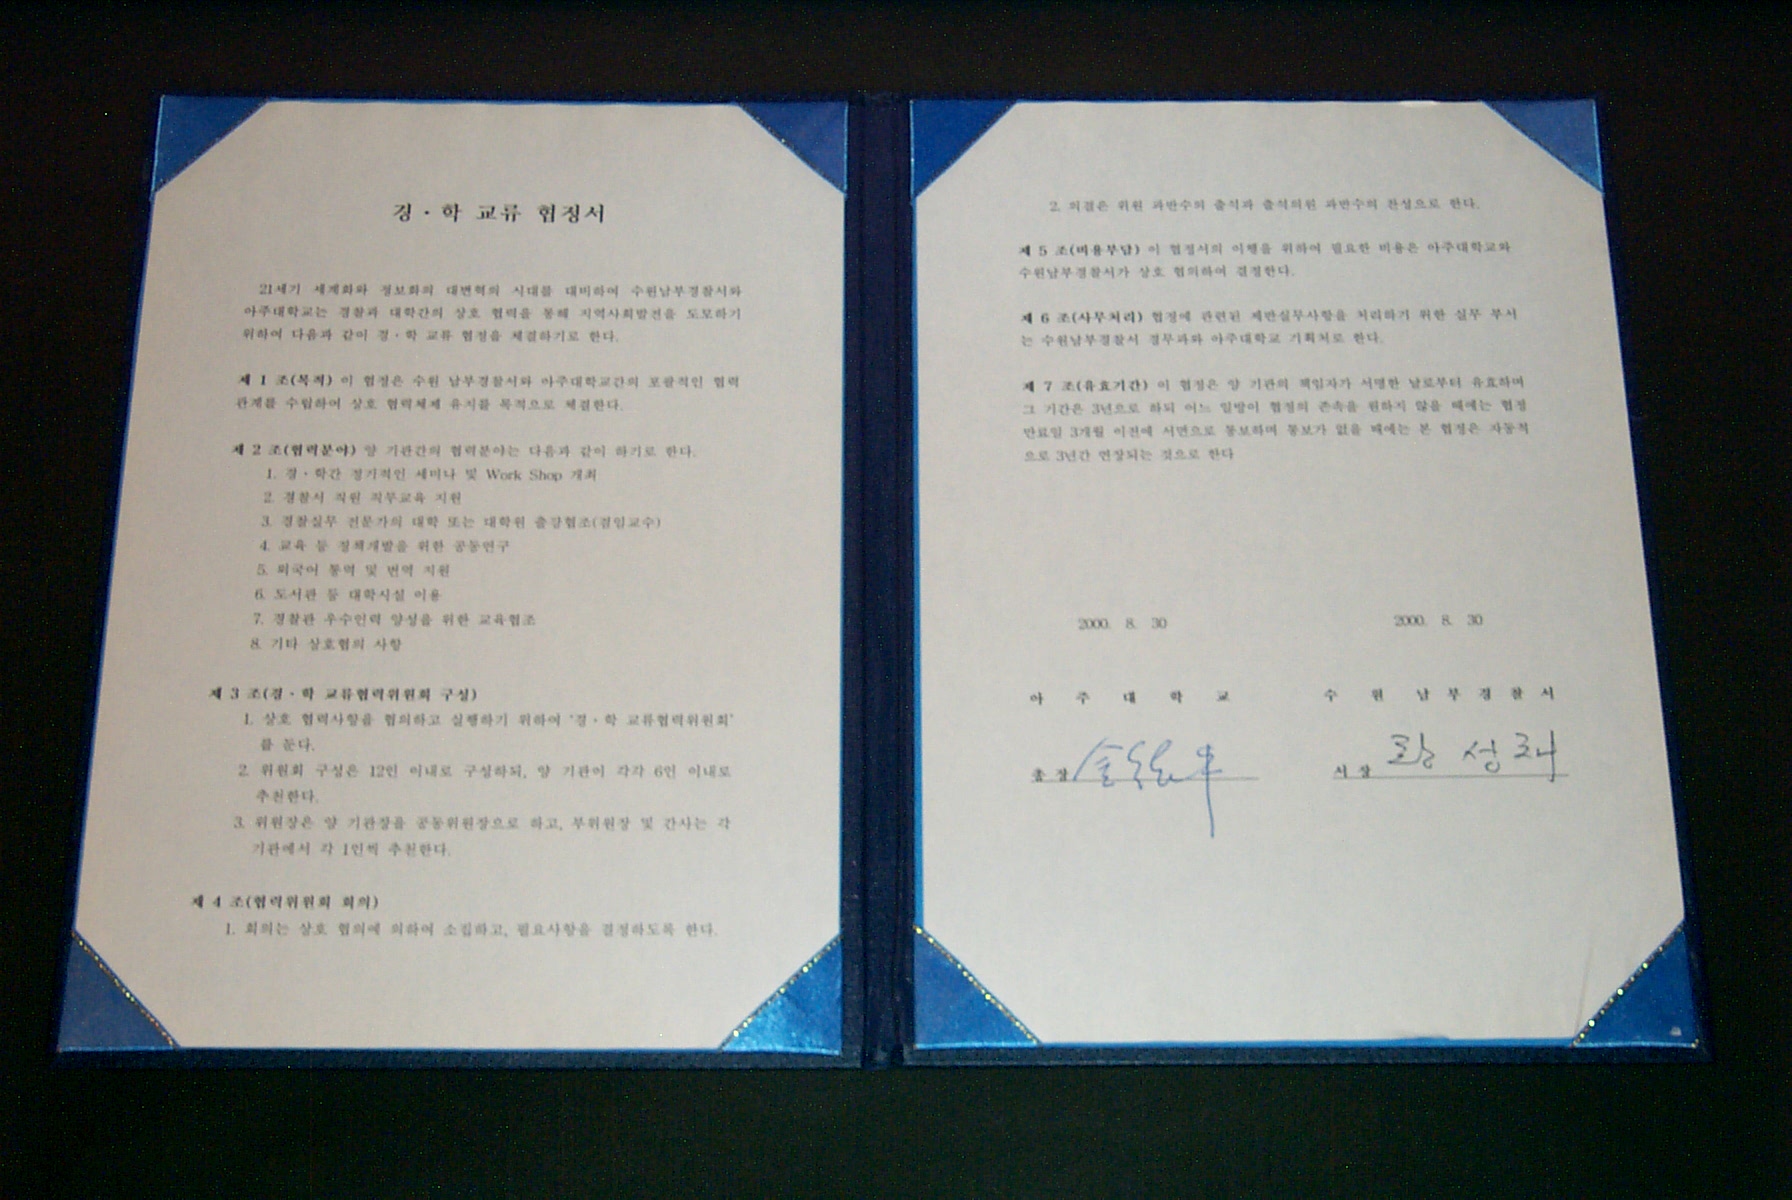 경 · 학 교류 협정서
21세기 세계화와 정보화의 대변혁의 시대를 대비하여 수원남부경찰서와
아주대학교는 경찰과 대학간의 상호 협력을 통해 지역사회발전을 도모하기
위하여 다음과 같이 경 · 학 교류 협정을 체결하기로 한다.
제 1 조(목적) 이 협정은 수원 남부경찰서와 아주대학교간의 포괄적인 협력
관계를 수립하여 상호 협력체제 유지를 목적으로 체결한다.
제 2 조(협력분야) 양 기관간의 협력분야는 다음과 같이 하기로 한다.
1. 경 · 학간 정기적인 세미나 및 Work Shop 개최
2. 경찰서 직원 직무교육 지원
3. 경찰실무 전문가의 대학 또는 대학원 출강협조(겸임교수)
4. 교육 등 정책개발을 위한 공동연구
5. 외국어 통역 및 번역 지원
6. 도서관 등 대학시설 이용
7. 경찰관 우수인력 양성을 위한 교육협조
8. 기타 상호협의 사항
제 3 조(경 · 학 교류협력위원회 구성)
1. 상호 협력사항을 협의하고 실행하기 위하여 '경 · 학 교류협력위원회'
를 둔다.
2. 위원회 구성은 12인 이내로 구성하되, 양 기관이 각각 6인 이내로
추천한다.
3. 위원장은 양 기관장을 공동위원장으로 하고, 부위원장 및 간사는 각
기관에서 각 1인씩 추천한다.
제 4 조(협력위원회 회의)
1. 회의는 상호 협의에 의하여 소집하고, 필요사항을 결정하도록 한다.
2. 의결은 위원 과반수의 출석과 출석의원 과반수의 찬성으로 한다.
제 5 조(비용부담) 이 협정서의 이행을 위하여 필요한 비용은 아주대학교와
수원남부경찰서가 상호 협의하여 결정한다.
제 6 조(사무처리) 협정에 관련된 제반실무사항을 처리하기 위한 실무 부서
는 수원남부경찰서 경무과와 아주대학교 기획처로 한다.
제 7 조(유효기간) 이 협정은 양 기관의 책임자가 서명한 날로부터 유효하며
그 기간은 3년으로 하되 어느 일방이 협정의 존속을 원하지 않을 때에는 협정
만료일 3개월 이전에 서면으로 통보하며 통보가 없을 때에는 본 협정은 자동적
으로 3년간 연장되는 것으로 한다
2000. 8. 30 2000. 8. 30
아 주 대 학 교 수 원 남 부 경 찰 서
총 장 서 장